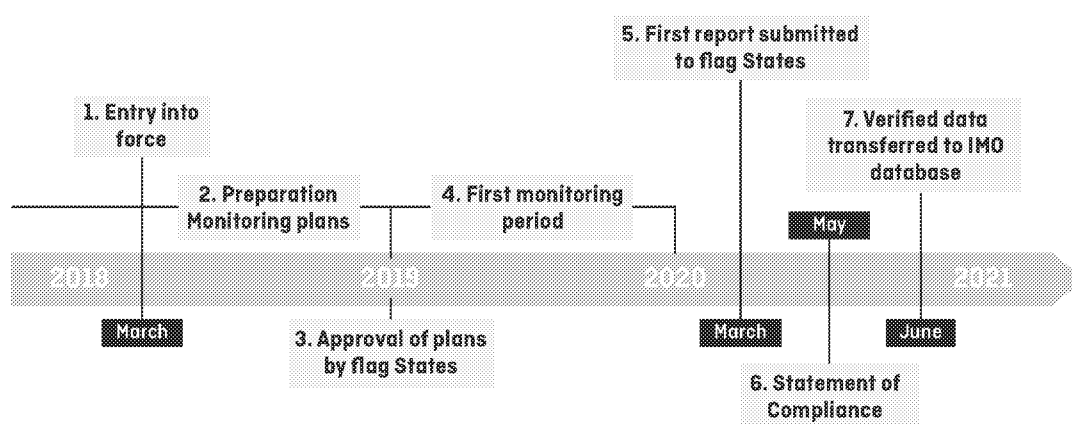 5. First report submitted
to flag States
1. Entry into
force
7. Verified data
transferred to IMO
database
2. Preparation
Monitoring plans
4. First monitoring
period
May
2018
2019
2020
2021
March
3. Approval of plans
by flag States
March
June
6. Statement of
Compliance